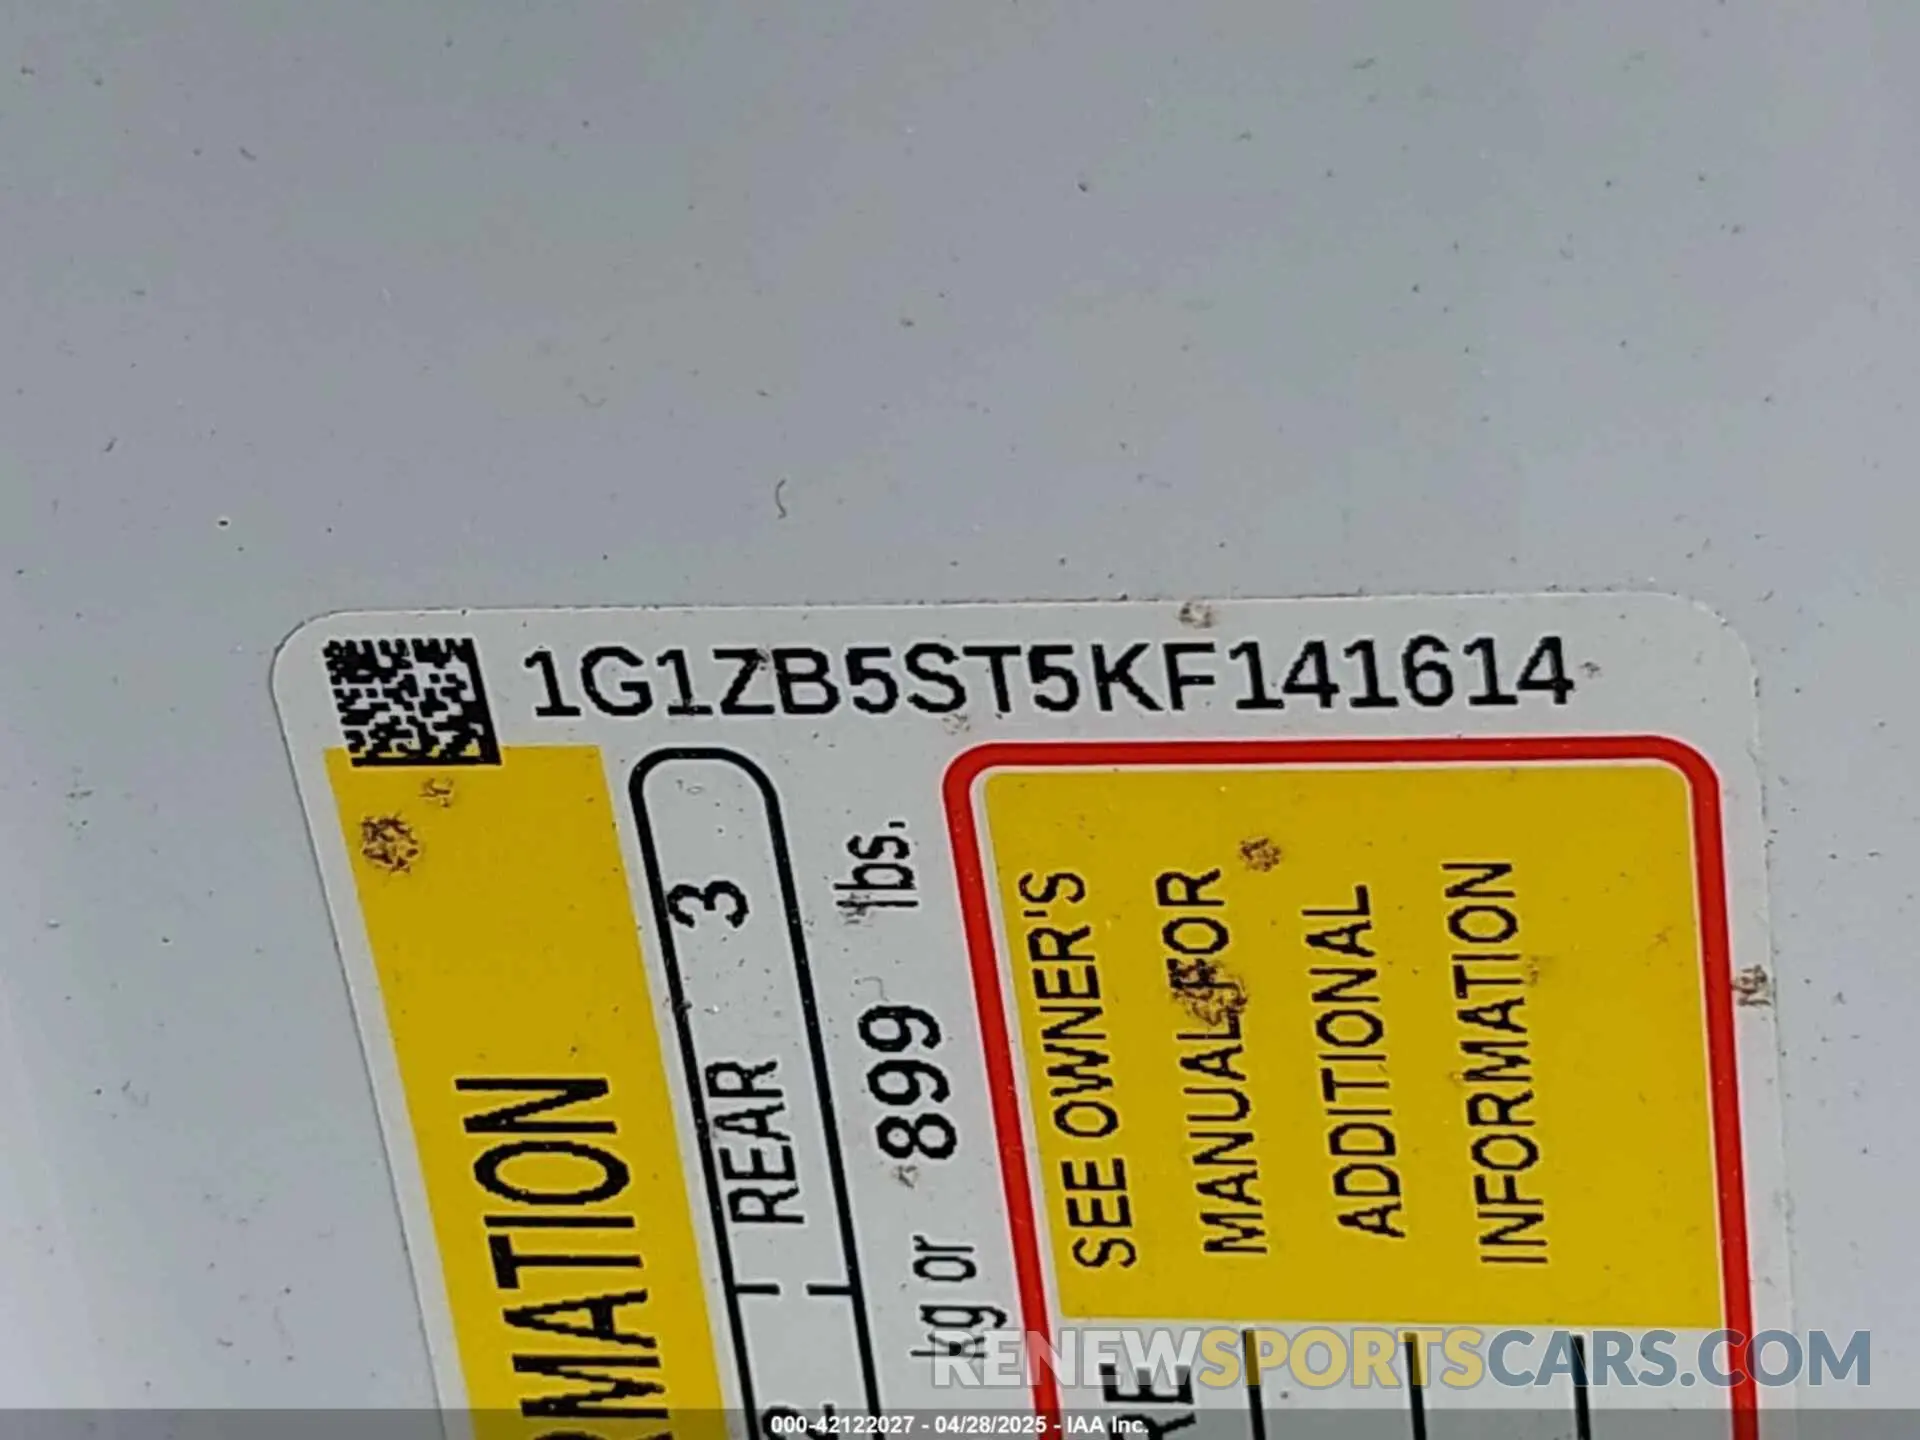 1G1ZB5ST5KF141614
RMATION
REAR 3
kg or 899 lbs.
SEE OWNER'S
MANUAL FOR
ADDITIONAL
INFORMATION
RE
RENEWSPORTSCARS.COM
000-42122027 - 04/28/2025 - IAA Inc.